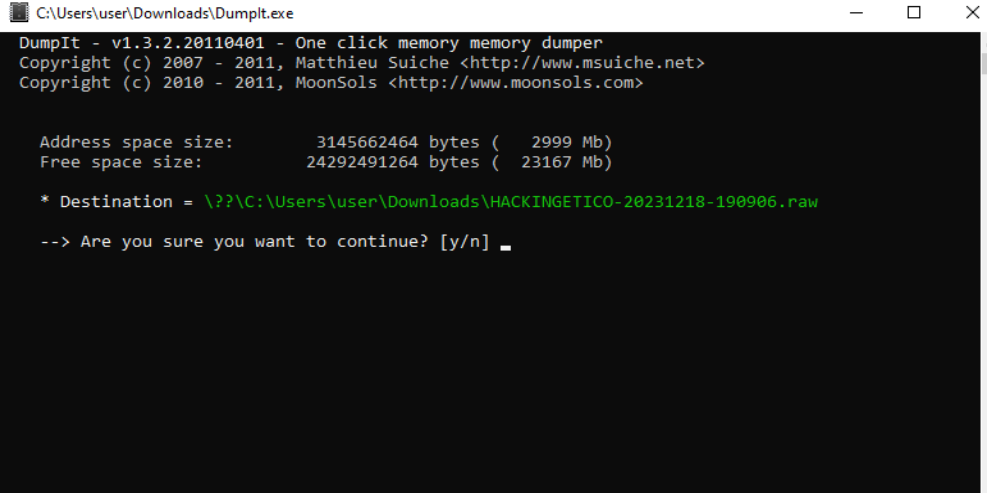 C:\Users\user\Downloads\DumpIt.exe
DumpIt - v1.3.2.20110401 - One click memory memory dumper
Copyright (c) 2007 - 2011, Matthieu Suiche <http://www.msuiche.net>
Copyright (c) 2010 - 2011, MoonSols <http://www.moonsols.com>
Address space size: 3145662464 bytes ( 2999 Mb)
Free space size: 24292491264 bytes ( 23167 Mb)
* Destination = \??\C:\Users\user\Downloads\HACKINGETICO-20231218-190906.raw
--> Are you sure you want to continue? [y/n] _